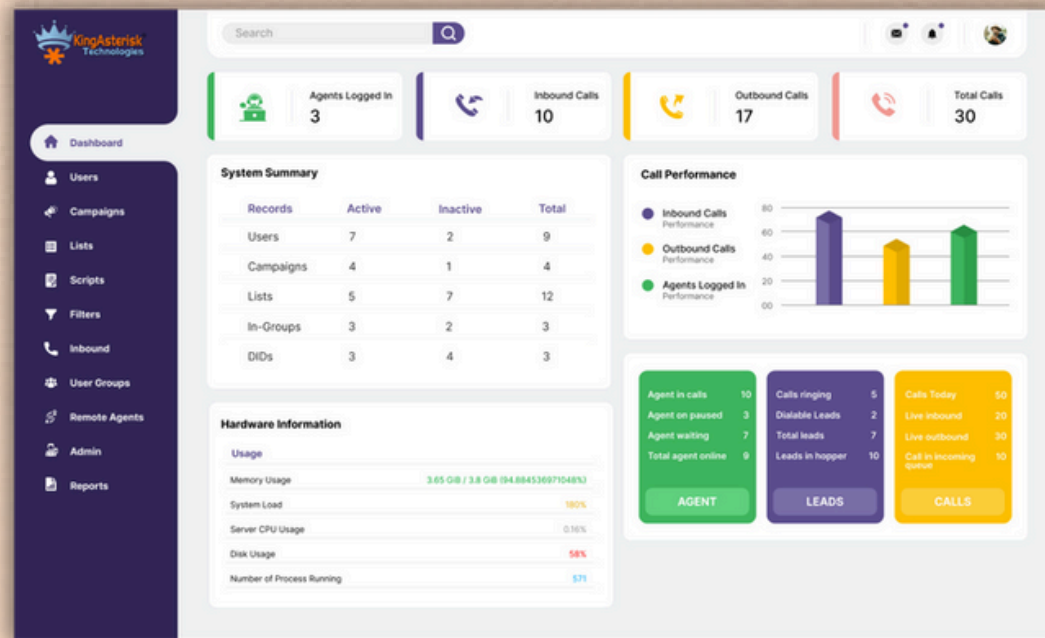 KingAsterisk
Technologies
Search
Dashboard
Users
Campaigns
Lists
Scripts
Filters
Inbound
User Groups
Remote Agents
Admin
Reports
Agents Logged In
3
Inbound Calls
10
Outbound Calls
17
Total Calls
30
System Summary
Records Active Inactive Total
Users 7 2 9
Campaigns 4 1 4
Lists 5 7 12
In-Groups 3 2 3
DIDs 3 4 3
Call Performance
Inbound Calls
Performance
Outbound Calls
Performance
Agents Logged In
Performance
80
60
40
20
00
Hardware Information
Usage
Memory Usage 3.65 GiB / 3.8 GiB (94.884536971048%)
System Load 180%
Server CPU Usage 0.16%
Disk Usage 58%
Number of Process Running 571
Agent in calls 10
Agent on paused 3
Agent waiting 7
Total agent online 9
AGENT
Calls ringing 5
Dialable Leads 2
Total leads 7
Leads in hopper 10
LEADS
Calls Today 50
Live inbound 20
Live outbound 30
Call in incoming 10
queue
CALLS